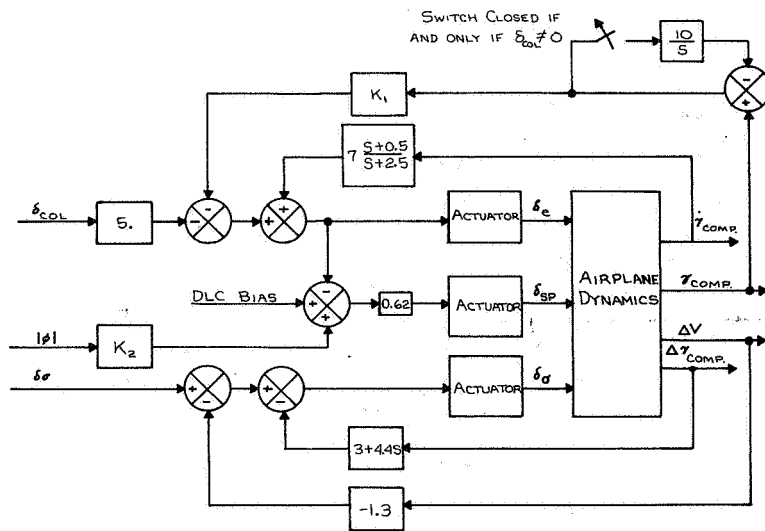 SWITCH CLOSED IF
AND ONLY IF δCOL≠0
10
S
-
+
K1
7 S+0.5
S+2.5
δCOL
5.
-
-
+
+
+
ACTUATOR
δe
γ̇COMP.
AIRPLANE
DYNAMICS
γCOMP.
DLC BIAS
-
+
+
0.62
ACTUATOR
δSP
|ø|
K2
ΔV
ΔγCOMP.
δσ
+
-
+
-
ACTUATOR
δσ
3+4.4S
-1.3